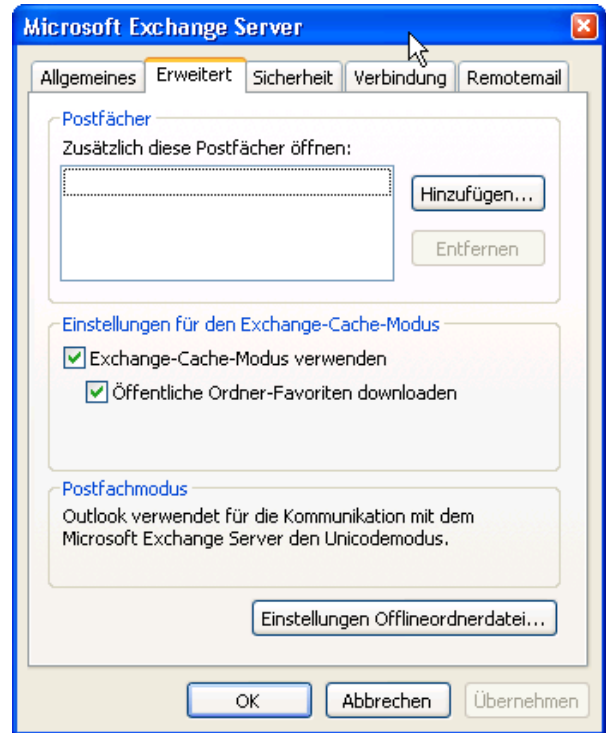 Microsoft Exchange Server
Allgemeines Erweitert Sicherheit Verbindung Remotemail
Postfächer
Zusätzlich diese Postfächer öffnen:
Hinzufügen...
Entfernen
Einstellungen für den Exchange-Cache-Modus
Exchange-Cache-Modus verwenden
Öffentliche Ordner-Favoriten downloaden
Postfachmodus
Outlook verwendet für die Kommunikation mit dem
Microsoft Exchange Server den Unicodemodus.
Einstellungen Offlineordnerdatei...
OK Abbrechen Übernehmen